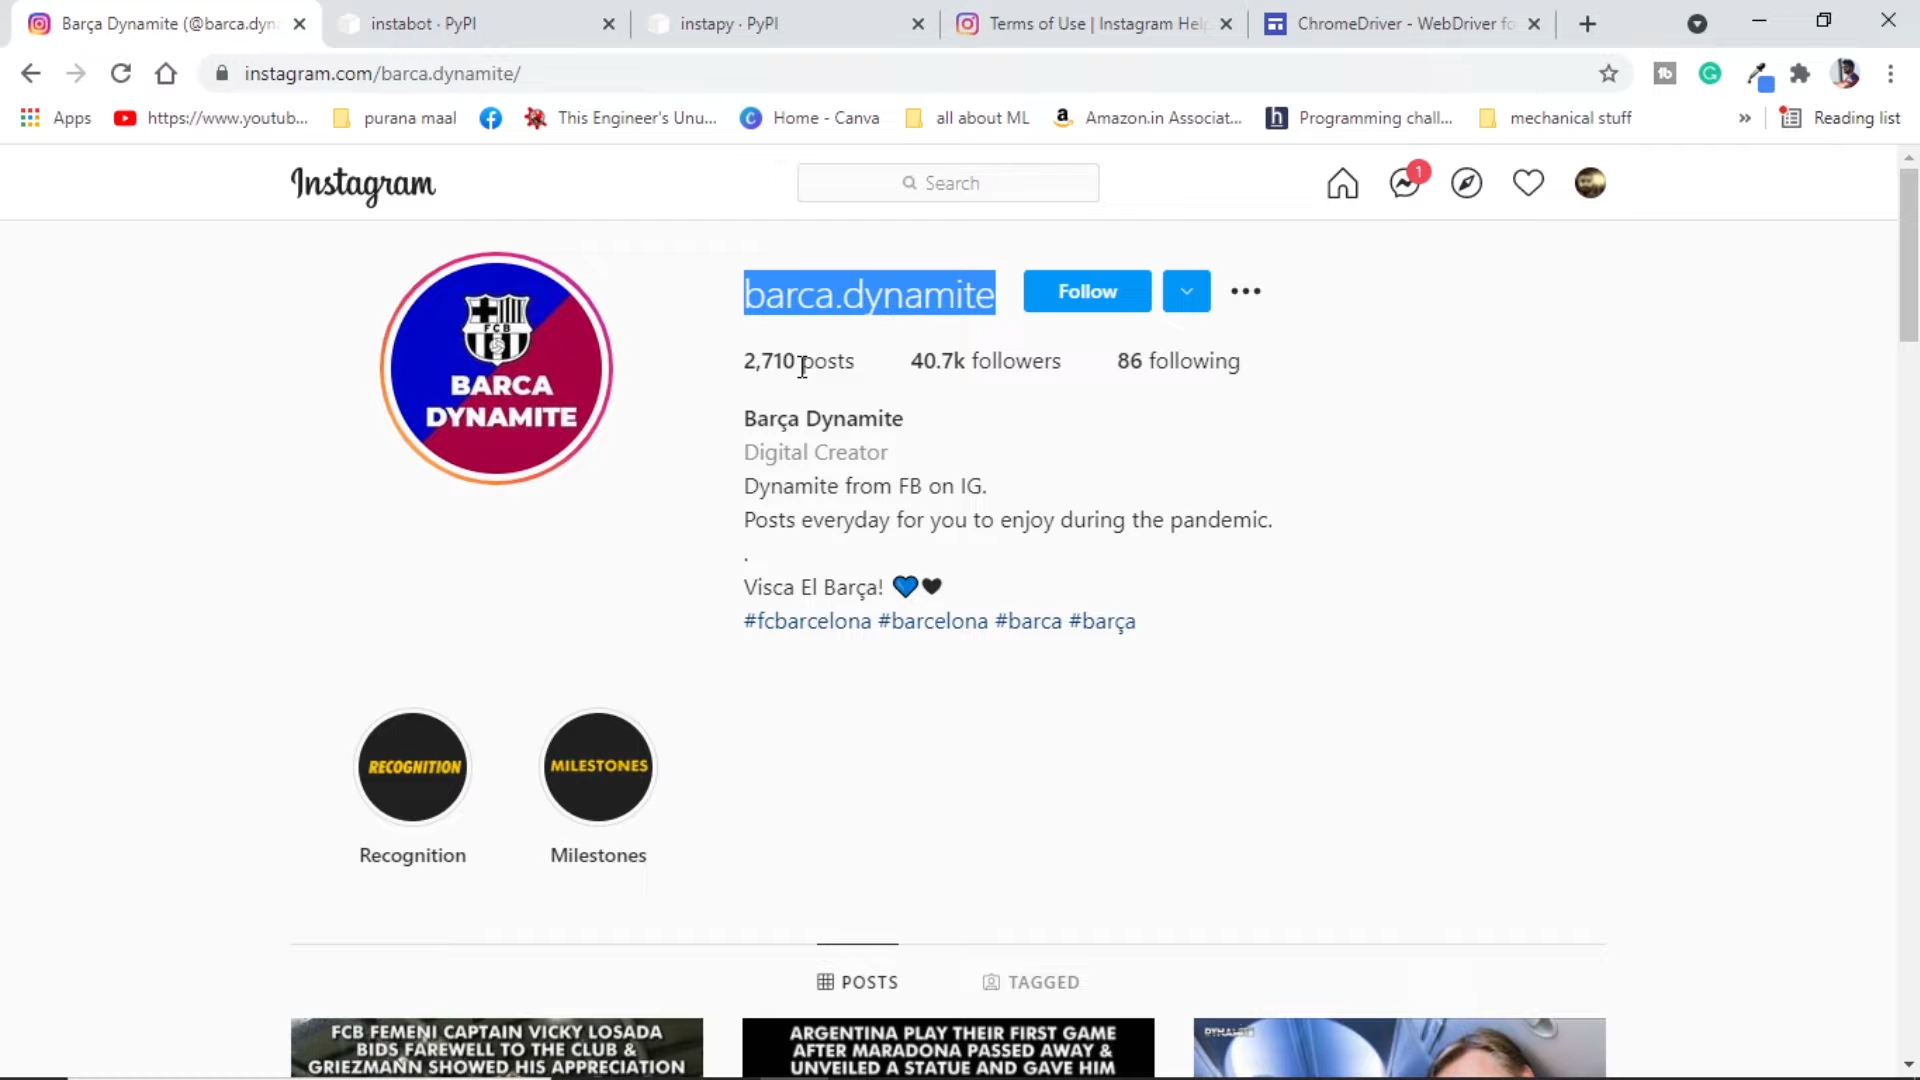 Barça Dynamite (@barca.dyn
instabot · PyPI
instapy · PyPI
Terms of Use | Instagram Hel
ChromeDriver - WebDriver fo
instagram.com/barca.dynamite/
Apps
https://www.youtub...
purana maal
This Engineer's Unu...
Home - Canva
all about ML
Amazon.in Associat...
Programming chall...
mechanical stuff
»
Reading list
Instagram
Search
1
FCB
BARCA
DYNAMITE
barca.dynamite
Follow
2,710 posts
40.7k followers
86 following
Barça Dynamite
Digital Creator
Dynamite from FB on IG.
Posts everyday for you to enjoy during the pandemic.
.
Visca El Barça! 💙🖤
#fcbarcelona #barcelona #barca #barça
RECOGNITION
MILESTONES
Recognition
Milestones
POSTS
TAGGED
FCB FEMENI CAPTAIN VICKY LOSADA
BIDS FAREWELL TO THE CLUB &
GRIEZMANN SHOWED HIS APPRECIATION
ARGENTINA PLAY THEIR FIRST GAME
AFTER MARADONA PASSED AWAY &
UNVEILED A STATUE AND GAVE HIM